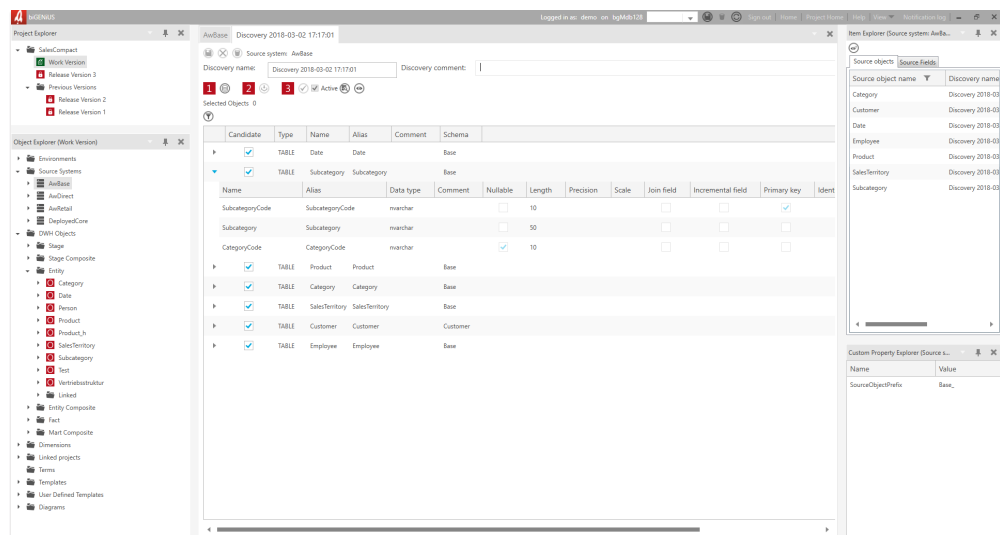 biGENIUS
Logged in as: demo on bgMdb128
Sign out Home Project Home Help View Notification log
Project Explorer
SalesCompact
Work Version
Release Version 3
Previous Versions
Release Version 2
Release Version 1
Object Explorer (Work Version)
Environments
Source Systems
AwBase
AwDirect
AwRetail
DeployedCore
DWH Objects
Stage
Stage Composite
Entity
Category
Date
Person
Product
Product_h
SalesTerritory
Subcategory
Test
Vertriebsstruktur
Linked
Entity Composite
Fact
Mart Composite
Dimensions
Linked projects
Terms
Templates
User Defined Templates
Diagrams
AwBase Discovery 2018-03-02 17:17:01
Source system: AwBase
Discovery name: Discovery 2018-03-02 17:17:01 Discovery comment:
1 2 3 Active
Selected Objects 0
Candidate Type Name Alias Comment Schema
TABLE Date Date Base
TABLE Subcategory Subcategory Base
Name Alias Data type Comment Nullable Length Precision Scale Join field Incremental field Primary key Ident
SubcategoryCode SubcategoryCode nvarchar 10
Subcategory Subcategory nvarchar 50
CategoryCode CategoryCode nvarchar 10
TABLE Product Product Base
TABLE Category Category Base
TABLE SalesTerritory SalesTerritory Base
TABLE Customer Customer Customer
TABLE Employee Employee Base
Item Explorer (Source system: AwBa...
Source objects Source Fields
Source object name Discovery name
Category Discovery 2018-03
Customer Discovery 2018-03
Date Discovery 2018-03
Employee Discovery 2018-03
Product Discovery 2018-03
SalesTerritory Discovery 2018-03
Subcategory Discovery 2018-03
Custom Property Explorer (Source s...
Name Value
SourceObjectPrefix Base_